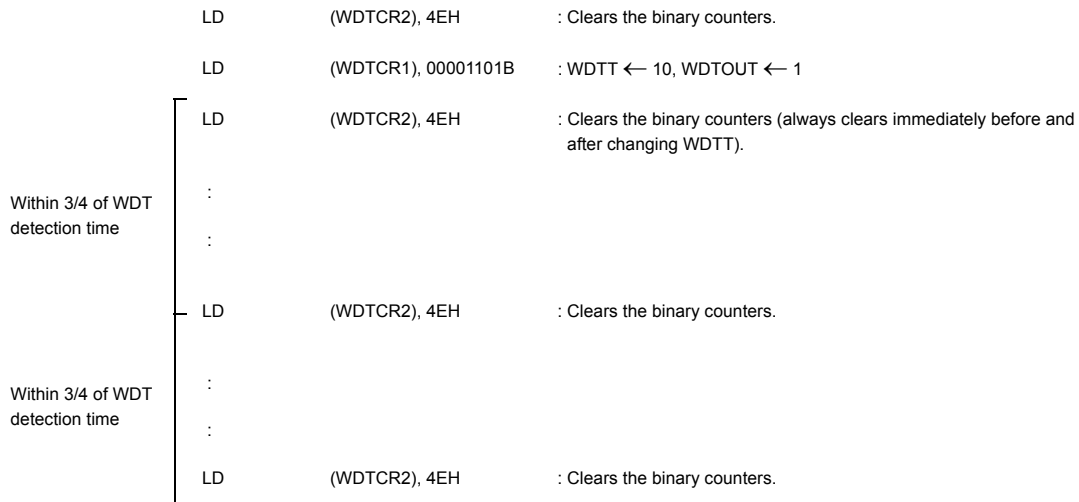 LD (WDTCR2), 4EH : Clears the binary counters.
LD (WDTCR1), 00001101B : WDTT ← 10, WDTOUT ← 1
LD (WDTCR2), 4EH : Clears the binary counters (always clears immediately before and
after changing WDTT).
Within 3/4 of WDT :
detection time
:
LD (WDTCR2), 4EH : Clears the binary counters.
Within 3/4 of WDT :
detection time
:
LD (WDTCR2), 4EH : Clears the binary counters.